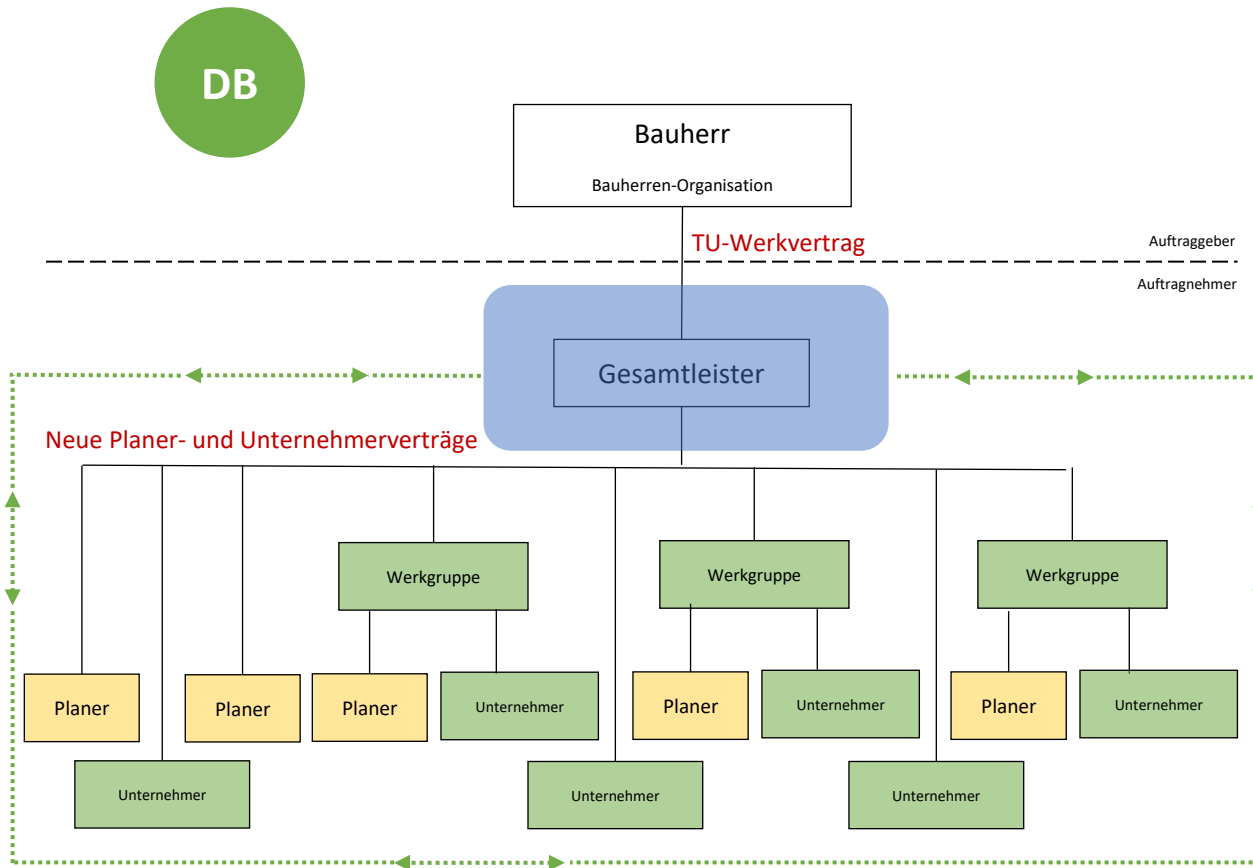 DB
Bauherr
Bauherren-Organisation
TU-Werkvertrag
Auftraggeber
Auftragnehmer
Gesamtleister
Neue Planer- und Unternehmerverträge
Werkgruppe
Werkgruppe
Werkgruppe
Planer
Planer
Planer
Unternehmer
Planer
Unternehmer
Planer
Unternehmer
Unternehmer
Unternehmer
Unternehmer